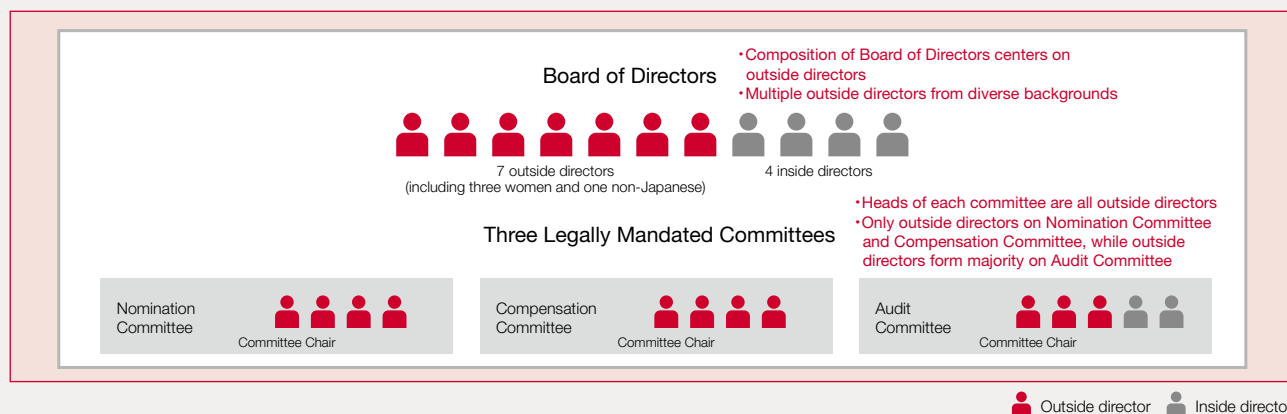 Board of Directors
・Composition of Board of Directors centers on
outside directors
・Multiple outside directors from diverse backgrounds
7 outside directors
(including three women and one non-Japanese)
4 inside directors
Three Legally Mandated Committees
・Heads of each committee are all outside directors
・Only outside directors on Nomination Committee
and Compensation Committee, while outside
directors form majority on Audit Committee
Nomination
Committee
Committee Chair
Compensation
Committee
Committee Chair
Audit
Committee
Committee Chair
Outside director
Inside directo